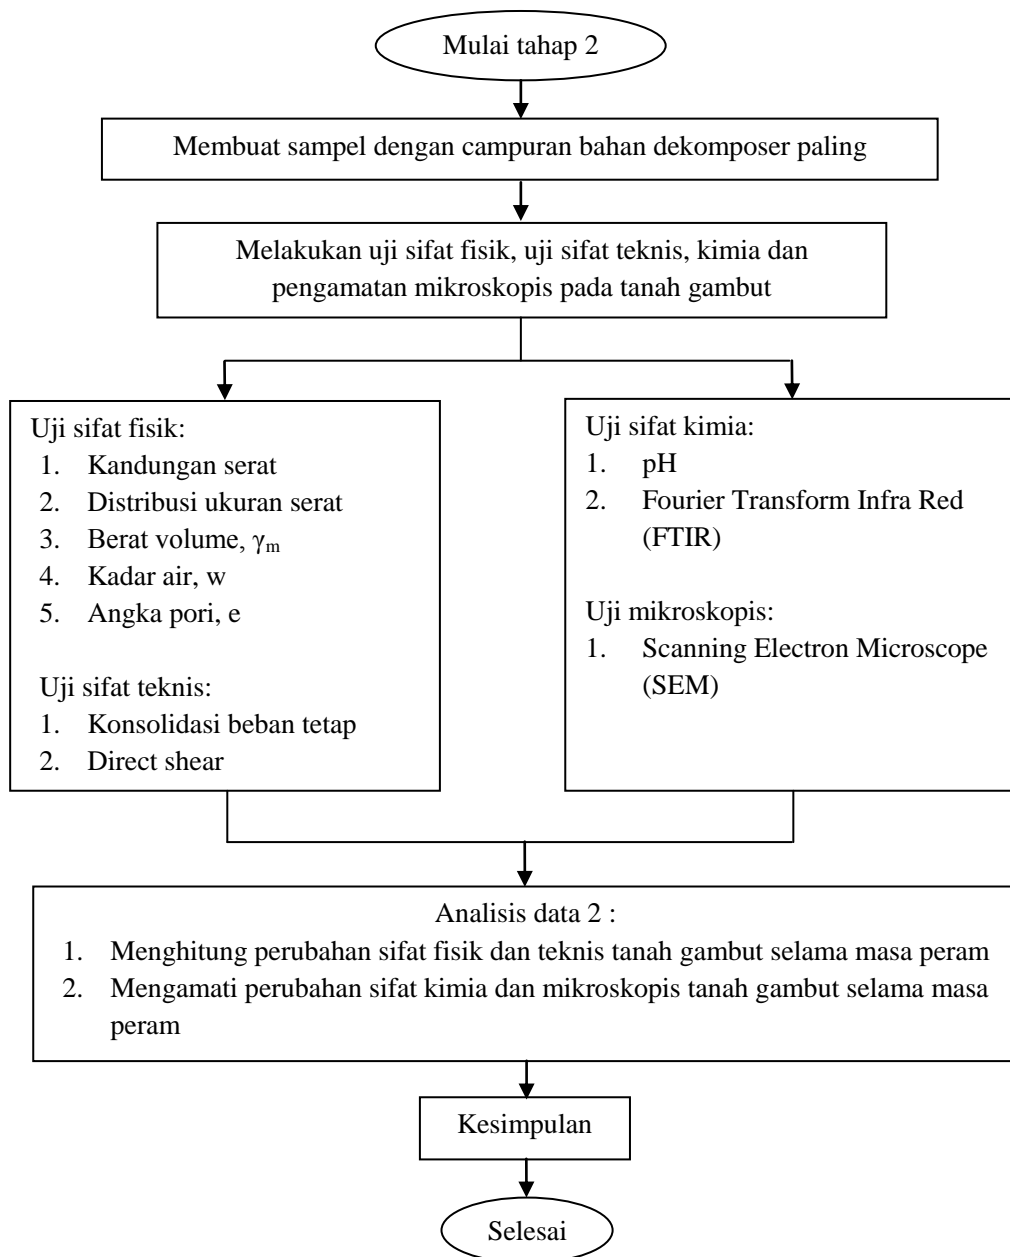 Mulai tahap 2
Membuat sampel dengan campuran bahan dekomposer paling
Melakukan uji sifat fisik, uji sifat teknis, kimia dan
pengamatan mikroskopis pada tanah gambut
Uji sifat fisik:
1. Kandungan serat
2. Distribusi ukuran serat
3. Berat volume, γm
4. Kadar air, w
5. Angka pori, e
Uji sifat teknis:
1. Konsolidasi beban tetap
2. Direct shear
Uji sifat kimia:
1. pH
2. Fourier Transform Infra Red
(FTIR)
Uji mikroskopis:
1. Scanning Electron Microscope
(SEM)
Analisis data 2 :
1. Menghitung perubahan sifat fisik dan teknis tanah gambut selama masa peram
2. Mengamati perubahan sifat kimia dan mikroskopis tanah gambut selama masa
peram
Kesimpulan
Selesai